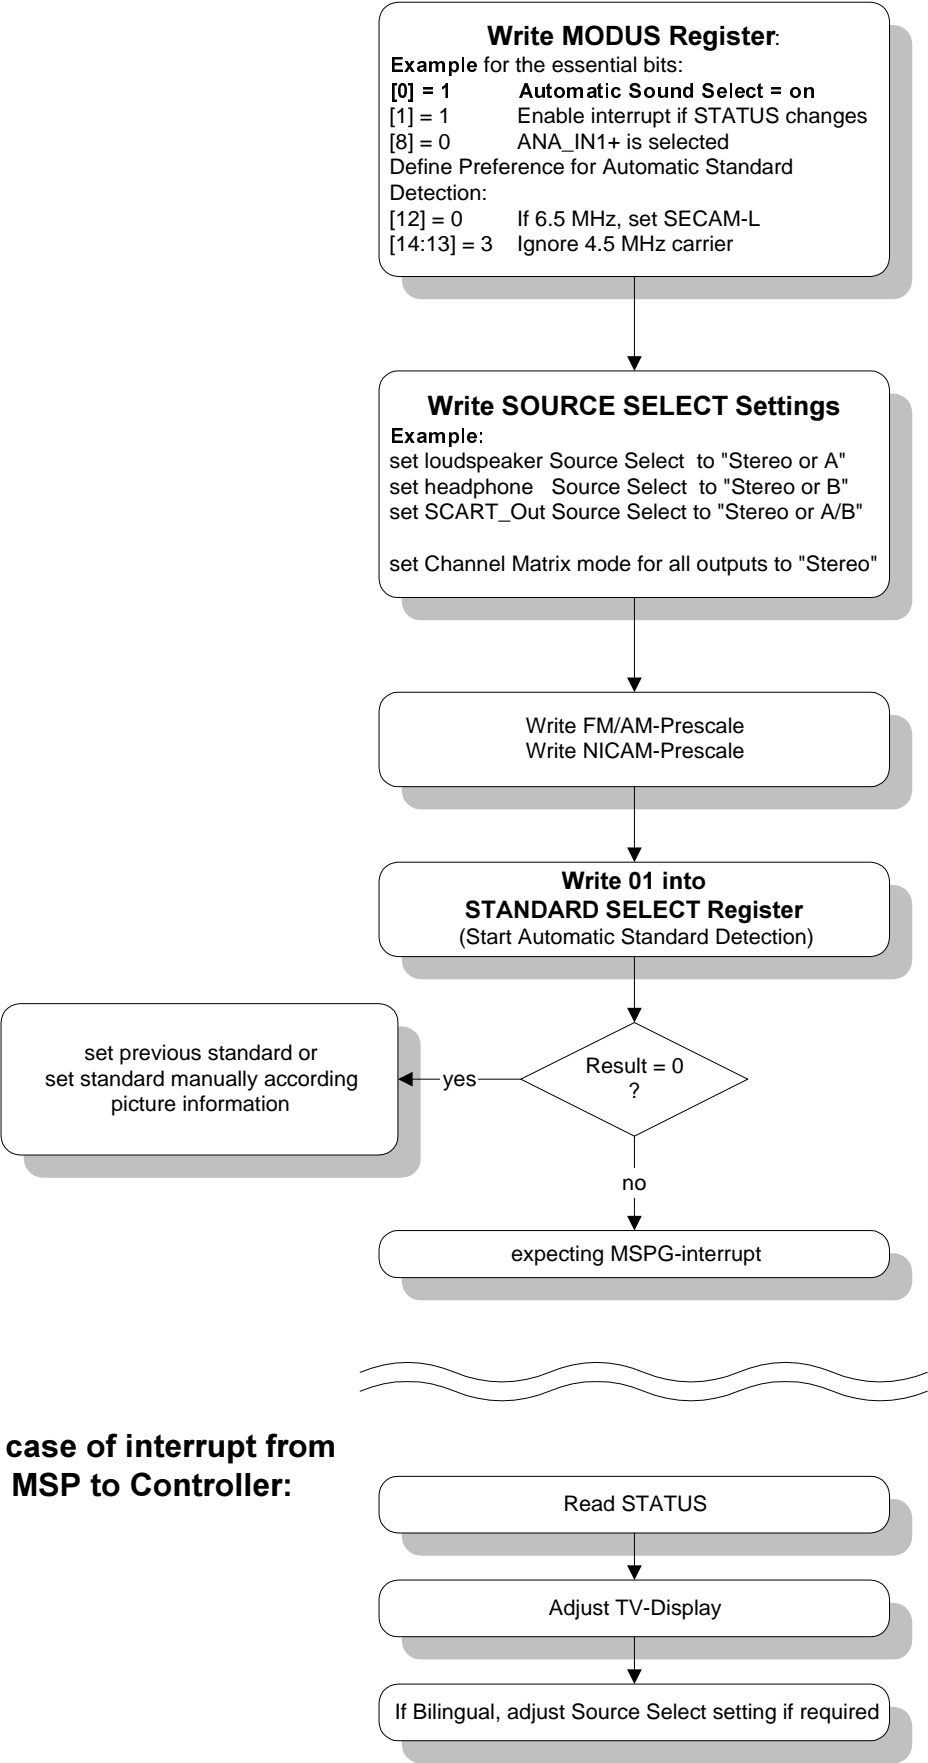 Write MODUS Register:
Example for the essential bits:
[0] = 1 Automatic Sound Select = on
[1] = 1 Enable interrupt if STATUS changes
[8] = 0 ANA_IN1+ is selected
Define Preference for Automatic Standard
Detection:
[12] = 0 If 6.5 MHz, set SECAM-L
[14:13] = 3 Ignore 4.5 MHz carrier
Write SOURCE SELECT Settings
Example:
set loudspeaker Source Select to "Stereo or A"
set headphone Source Select to "Stereo or B"
set SCART_Out Source Select to "Stereo or A/B"
set Channel Matrix mode for all outputs to "Stereo"
Write FM/AM-Prescale
Write NICAM-Prescale
Write 01 into
STANDARD SELECT Register
(Start Automatic Standard Detection)
set previous standard or
set standard manually according
picture information
yes
Result = 0
?
no
expecting MSPG-interrupt
case of interrupt from
MSP to Controller:
Read STATUS
Adjust TV-Display
If Bilingual, adjust Source Select setting if required